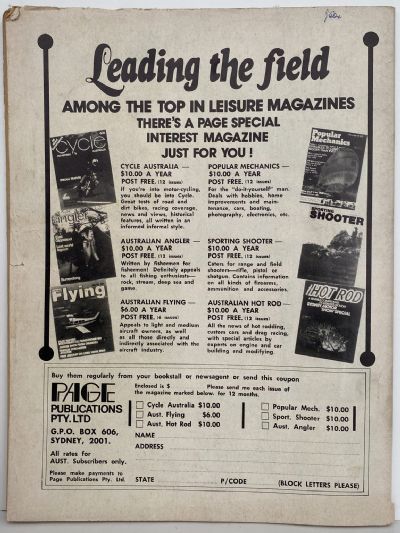 Leading the field
AMONG THE TOP IN LEISURE MAGAZINES
THERE'S A PAGE SPECIAL
INTEREST MAGAZINE
JUST FOR YOU!
Cycle
CYCLE AUSTRALIA —
$10.00 A YEAR
POST FREE. (12 issues)
If you're into motor-cycling,
you should be into Cycle.
Great tests of road and
dirt bikes, racing coverage,
news and views, historical
features, all written in an
informed informal style.
POPULAR MECHANICS —
$10.00 A YEAR
POST FREE. (12 issues)
For the "do-it-yourself" man.
Deals with hobbies, home
improvements and main-
tenance, cars, boating,
photography, electronics, etc.
Popular
Mechanics
Angler
AUSTRALIAN ANGLER —
$10.00 A YEAR
POST FREE. (12 issues)
Written by fishermen for
fishermen! Definitely appeals
to all fishing enthusiasts—
rock, stream, deep sea and
game.
SPORTING SHOOTER —
$10.00 A YEAR
POST FREE. (12 issues)
Caters for range and field
shooters—rifle, pistol or
shotgun. Contains information
on all kinds of firearms,
ammunition and accessories.
SHOOTER
Flying
AUSTRALIAN FLYING —
$6.00 A YEAR
POST FREE. (6 issues)
Appeals to light and medium
aircraft owners, as well
as all those directly and
indirectly associated with the
aircraft industry.
AUSTRALIAN HOT ROD —
$10.00 A YEAR
POST FREE. (12 issues)
All the news of hot rodding,
custom cars and drag racing,
with special articles by
experts on engine and car
building and modifying.
HOT ROD
Buy them regularly from your bookstall or newsagent or send this coupon
PAGE
PUBLICATIONS
PTY. LTD
G.P.O. BOX 606,
SYDNEY, 2001.
All rates for
AUST. Subscribers only.
Please make payments to
Page Publications Pty. Ltd.
Enclosed is $ Please send me each issue of
the magazine marked below for 12 months.
Cycle Australia $10.00
Aust. Flying $6.00
Aust. Hot Rod $10.00
Popular Mech. $10.00
Sport. Shooter $10.00
Aust. Angler $10.00
NAME
ADDRESS
STATE P/CODE (BLOCK LETTERS PLEASE)